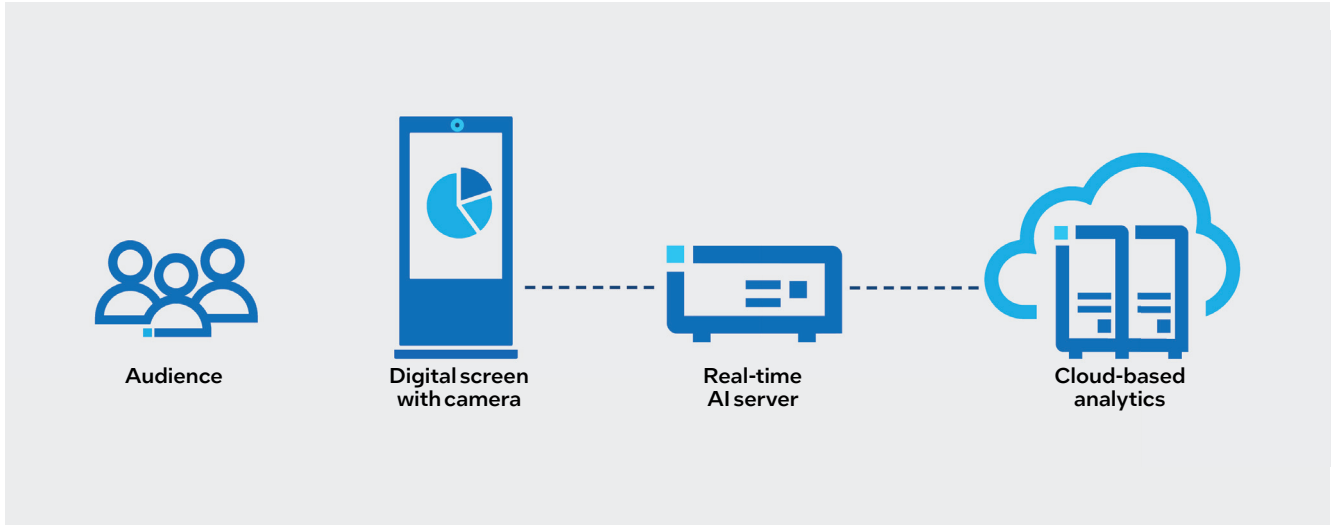 Audience
Digital screen
with camera
Real-time
AI server
Cloud-based
analytics